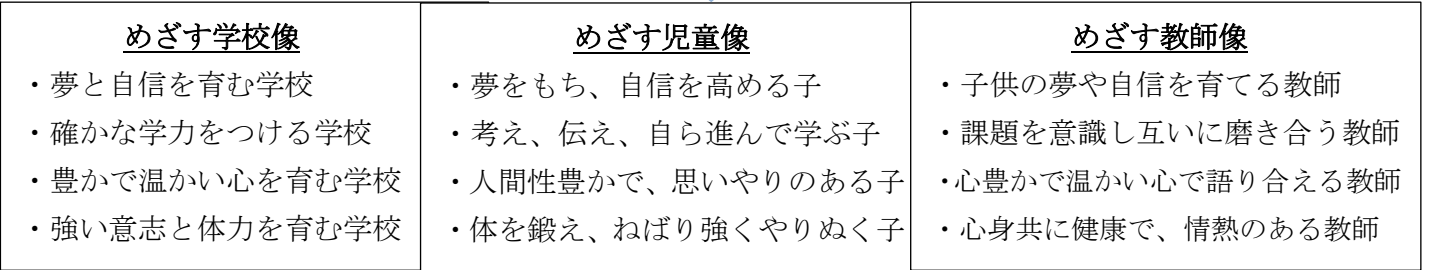 めざす学校像
・夢と自信を育む学校
・確かな学力をつける学校
・豊かで温かい心を育む学校
・強い意志と体力を育む学校
めざす児童像
・夢をもち、自信を高める子
・考え、伝え、自ら進んで学ぶ子
・人間性豊かで、思いやりのある子
・体を鍛え、ねばり強くやりぬく子
めざす教師像
・子供の夢や自信を育てる教師
・課題を意識し互いに磨き合う教師
・心豊かで温かい心で語り合える教師
・心身共に健康で、情熱のある教師